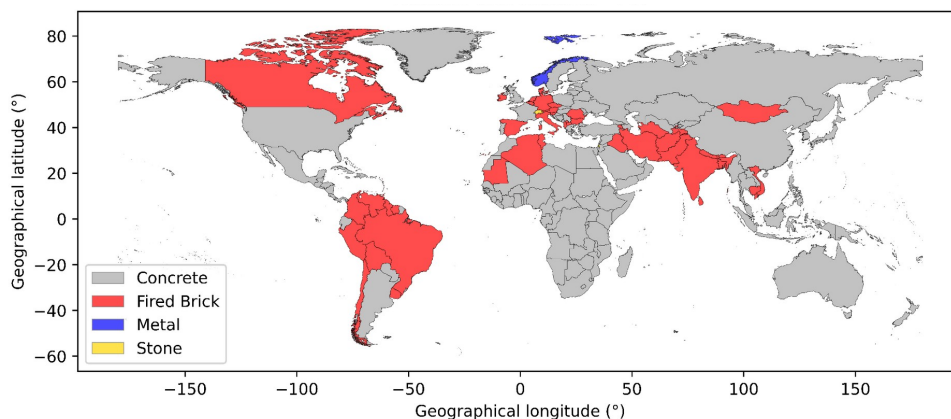 80
60
40
20
0
−20
−40
−60
Geographical latitude (°)
Concrete
Fired Brick
Metal
Stone
−150
−100
−50
0
50
100
150
Geographical longitude (°)